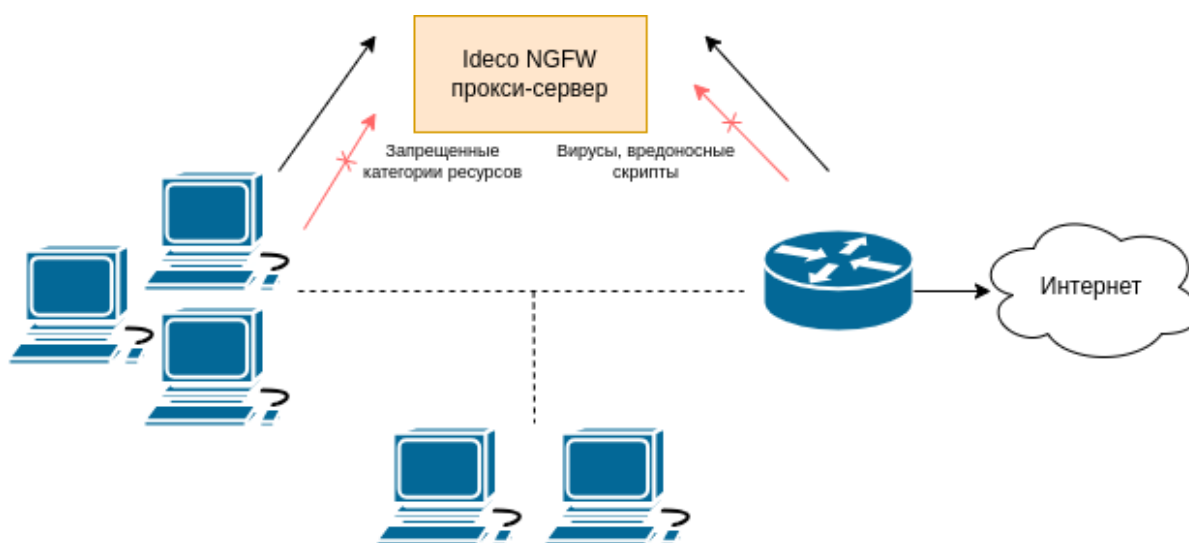 Ideco NGFW
прокси-сервер
Запрещенные
категории ресурсов
Вирусы, вредоносные
скрипты
Интернет